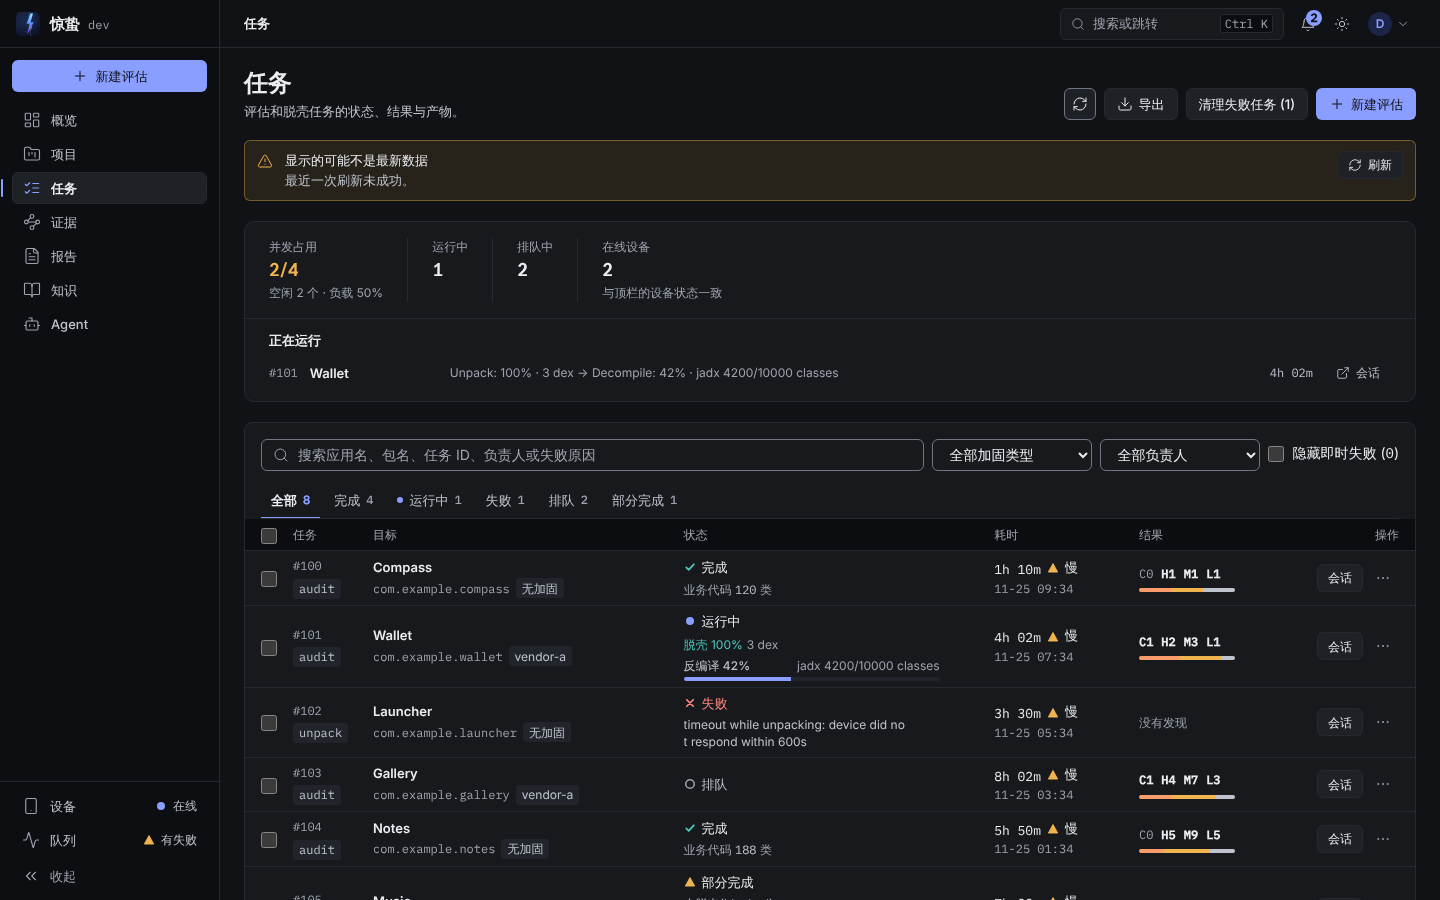 惊蛰 dev
任务
搜索或跳转 Ctrl K
2
D
新建评估
概览
项目
任务
证据
报告
知识
Agent
设备 在线
队列 有失败
收起
任务
评估和脱壳任务的状态、结果与产物。
导出
清理失败任务 (1)
新建评估
显示的可能不是最新数据
最近一次刷新未成功。
刷新
并发占用 运行中 排队中 在线设备
2/4 1 2 2
空闲 2 个 · 负载 50% 与顶栏的设备状态一致
正在运行
#101 Wallet Unpack: 100% · 3 dex → Decompile: 42% · jadx 4200/10000 classes 4h 02m 会话
搜索应用名、包名、任务 ID、负责人或失败原因 全部加固类型 全部负责人 隐藏即时失败 (0)
全部 8 完成 4 运行中 1 失败 1 排队 2 部分完成 1
任务 目标 状态 耗时 结果 操作
#100 Compass 完成 1h 10m 慢 C0 H1 M1 L1 会话 ···
audit com.example.compass 无加固 业务代码 120 类 11-25 09:34
#101 Wallet 运行中 4h 02m 慢 C1 H2 M3 L1 会话 ···
audit com.example.wallet vendor-a 脱壳 100% 3 dex 11-25 07:34
反编译 42% jadx 4200/10000 classes
#102 Launcher 失败 3h 30m 慢 没有发现 会话 ···
unpack com.example.launcher 无加固 timeout while unpacking: device did no 11-25 05:34
t respond within 600s
#103 Gallery 排队 8h 02m 慢 C1 H4 M7 L3 会话 ···
audit com.example.gallery vendor-a 11-25 03:34
#104 Notes 完成 5h 50m 慢 C0 H5 M9 L5 会话 ···
audit com.example.notes 无加固 业务代码 188 类 11-25 01:34
部分完成